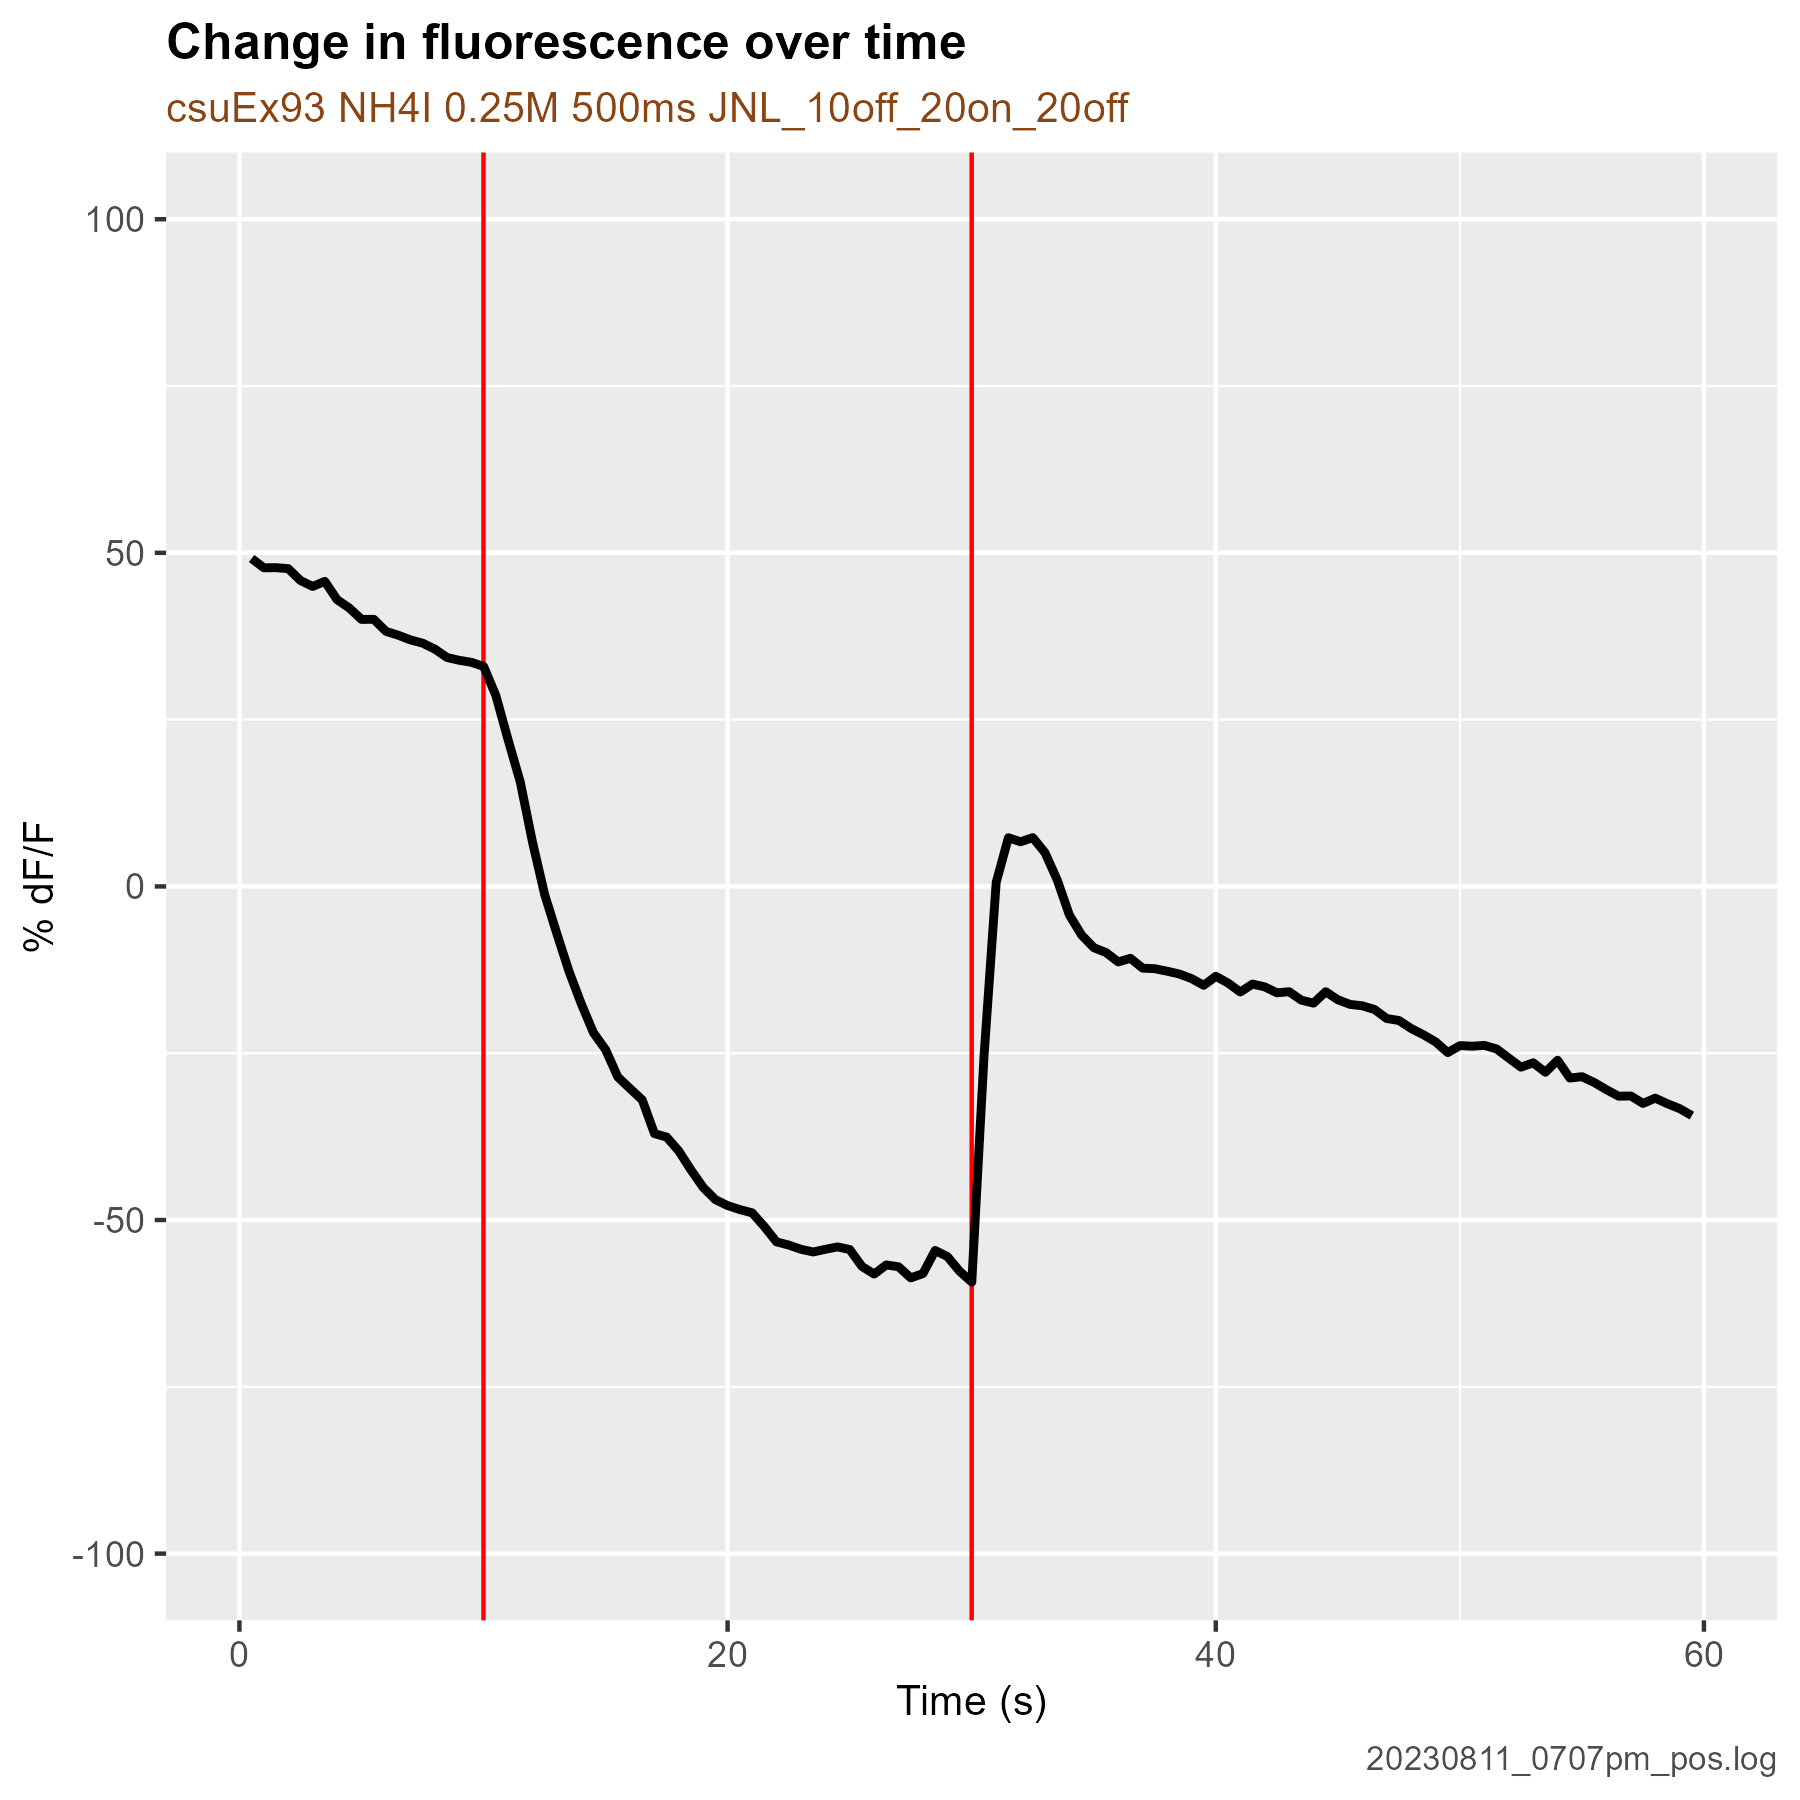 Change in fluorescence over time
csuEx93 NH4I 0.25M 500ms JNL_10off_20on_20off
100
50
0
-50
-100
% dF/F
0 20 40 60
Time (s)
20230811_0707pm_pos.log